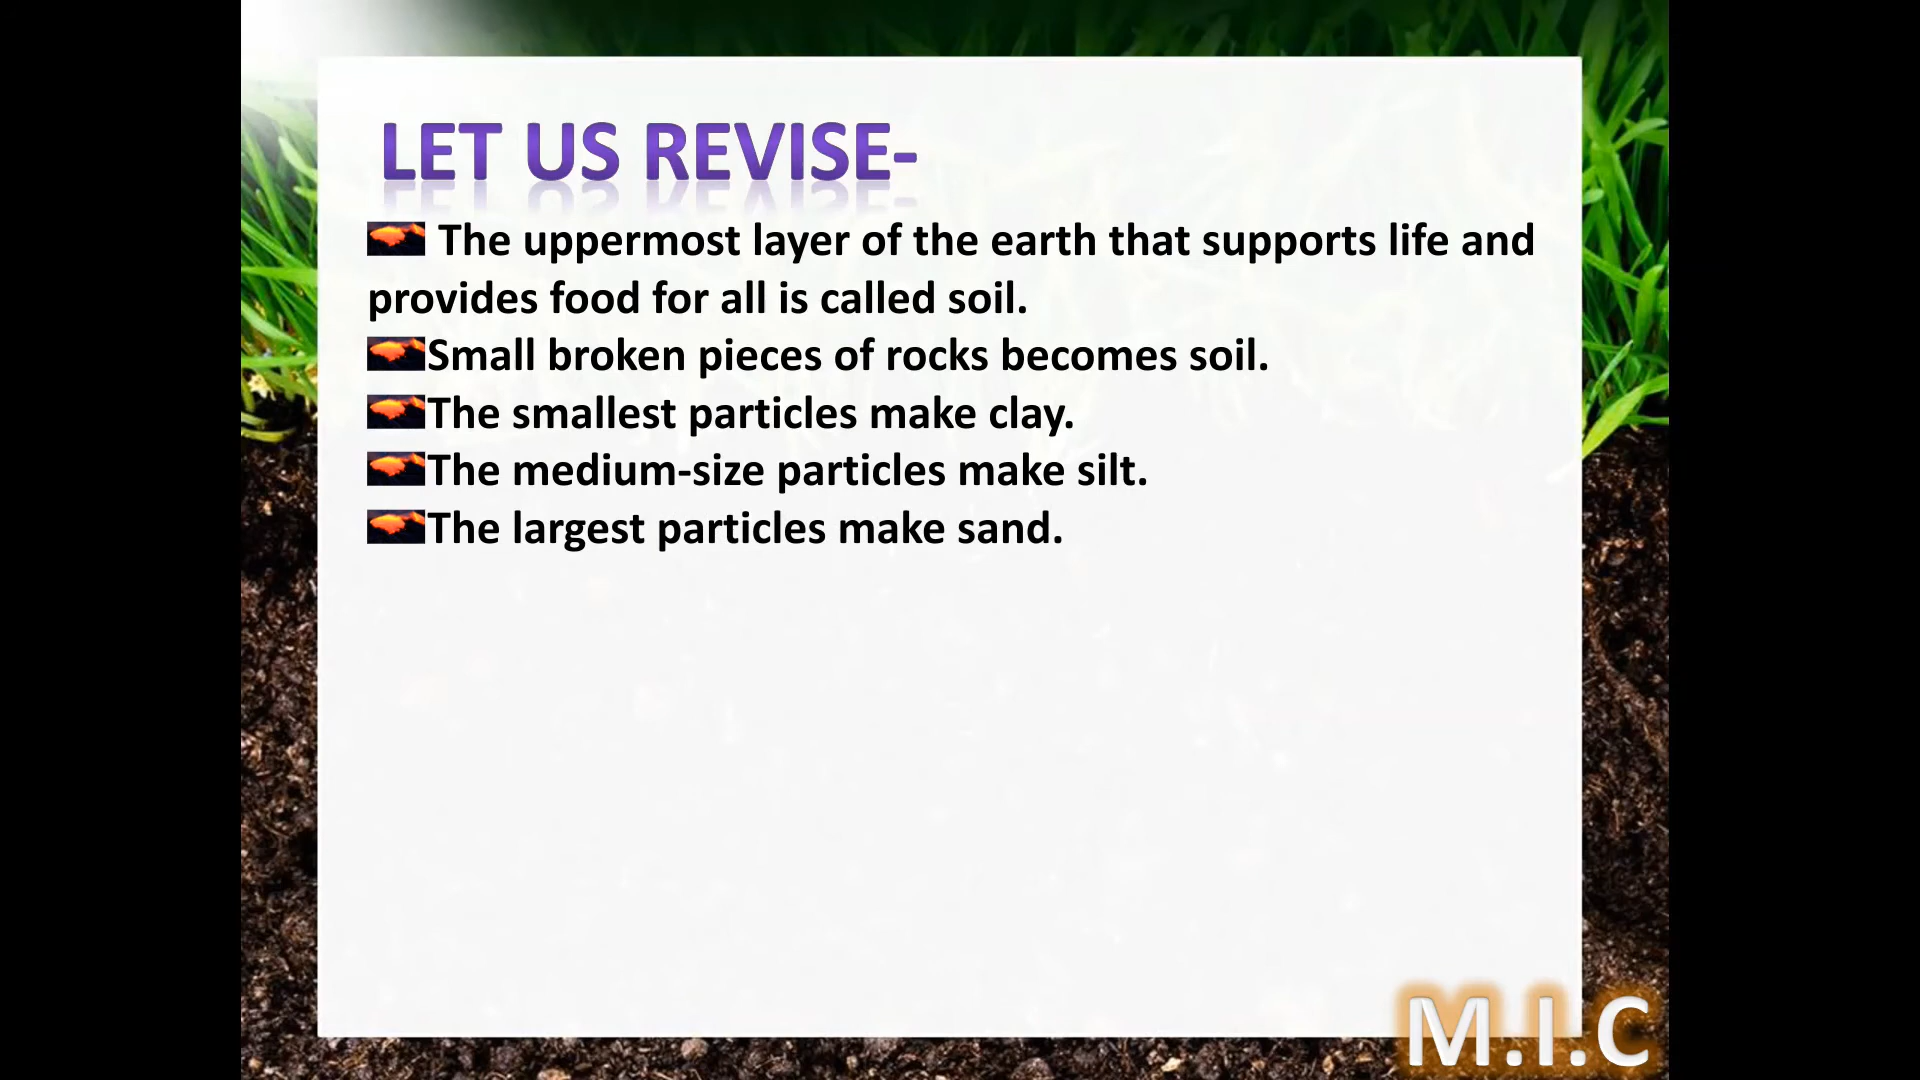 LET US REVISE-
The uppermost layer of the earth that supports life and
provides food for all is called soil.
Small broken pieces of rocks becomes soil.
The smallest particles make clay.
The medium-size particles make silt.
The largest particles make sand.
M.I.C